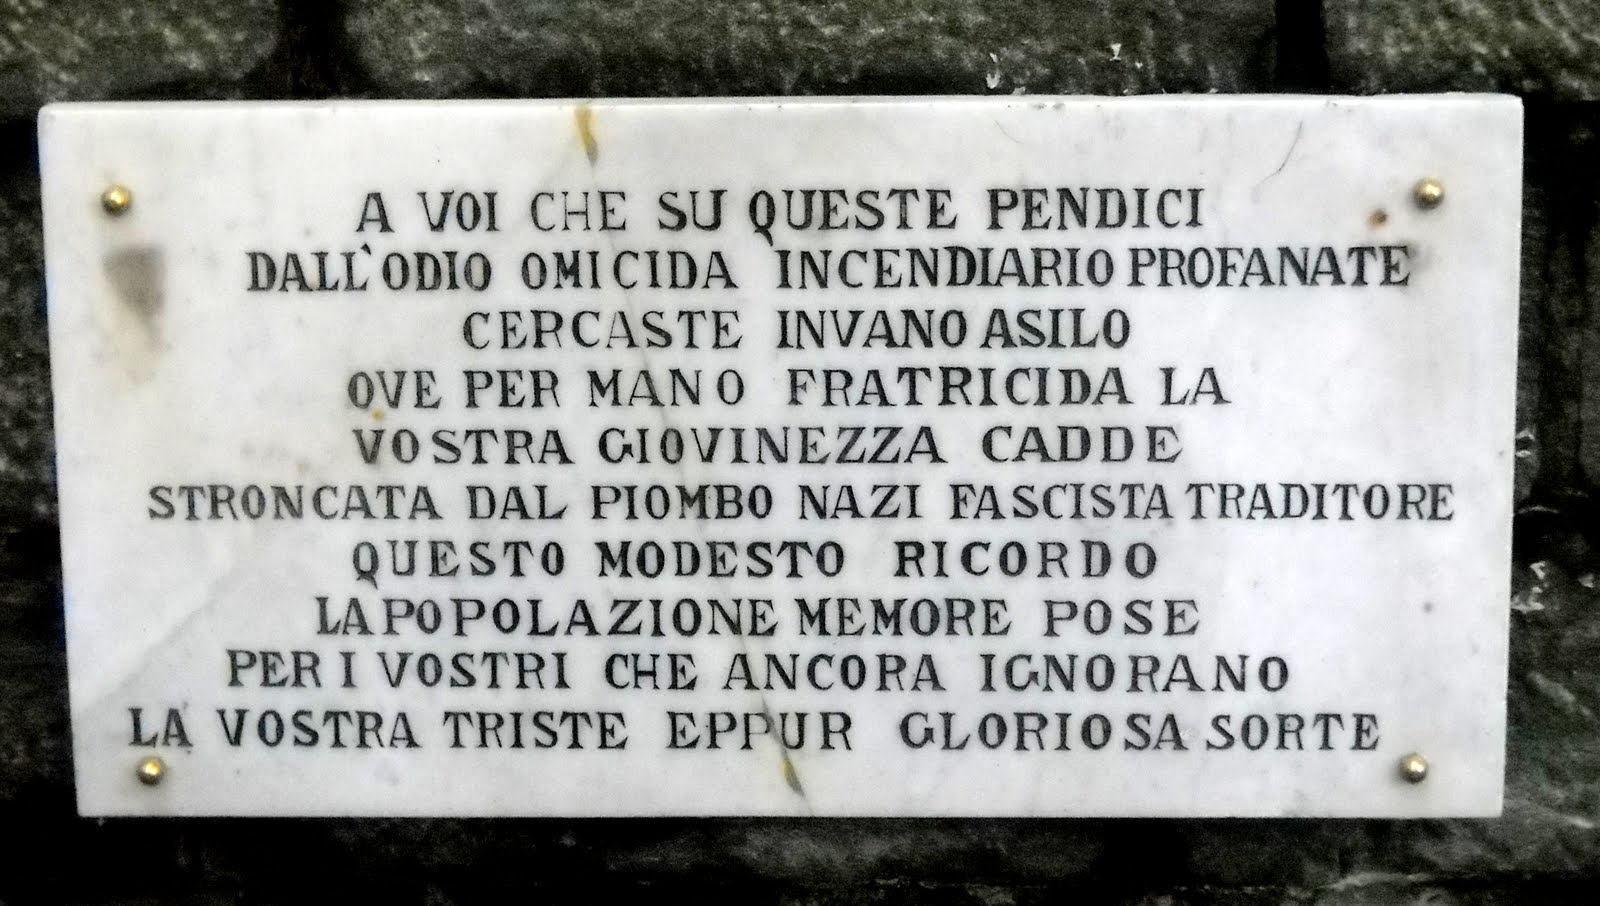 A VOI CHE SU QUESTE PENDICI
DALL'ODIO OMICIDA INCENDIARIO PROFANATE
CERCASTE INVANO ASILO
OVE PER MANO FRATRICIDA LA
VOSTRA GIOVINEZZA CADDE
STRONCATA DAL PIOMBO NAZI FASCISTA TRADITORE
QUESTO MODESTO RICORDO
LA POPOLAZIONE MEMORE POSE
PER I VOSTRI CHE ANCORA IGNORANO
LA VOSTRA TRISTE EPPUR GLORIOSA SORTE